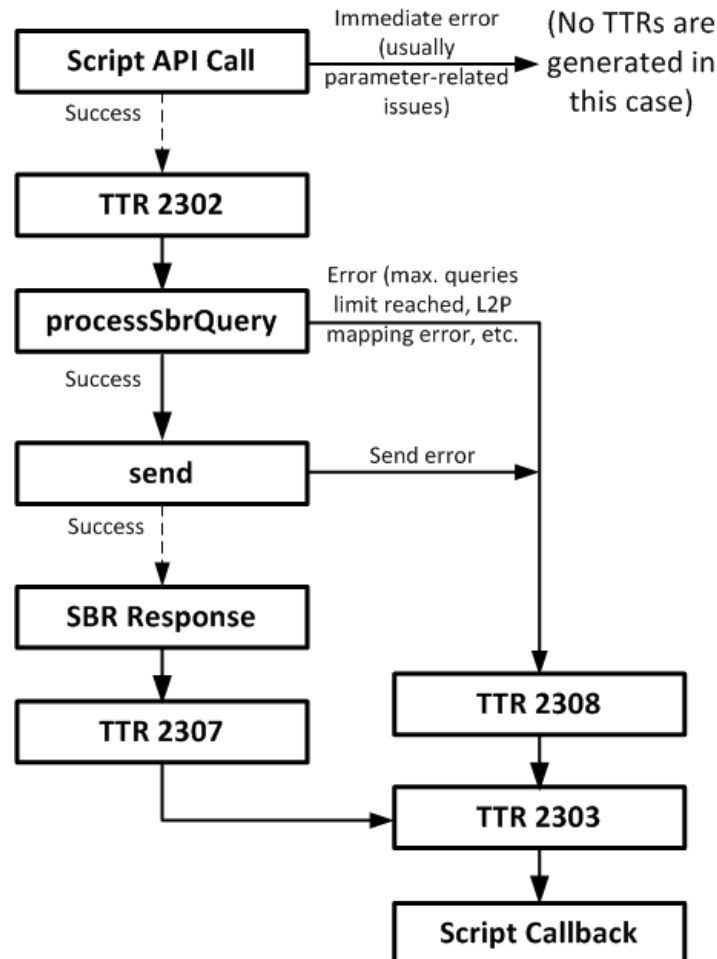 Script API Call
Immediate error
(usually
parameter-related
issues)
(No TTRs are
generated in
this case)
Success
TTR 2302
processSbrQuery
Error (max. queries
limit reached, L2P
mapping error, etc.
Success
send
Send error
Success
SBR Response
TTR 2307
TTR 2308
TTR 2303
Script Callback